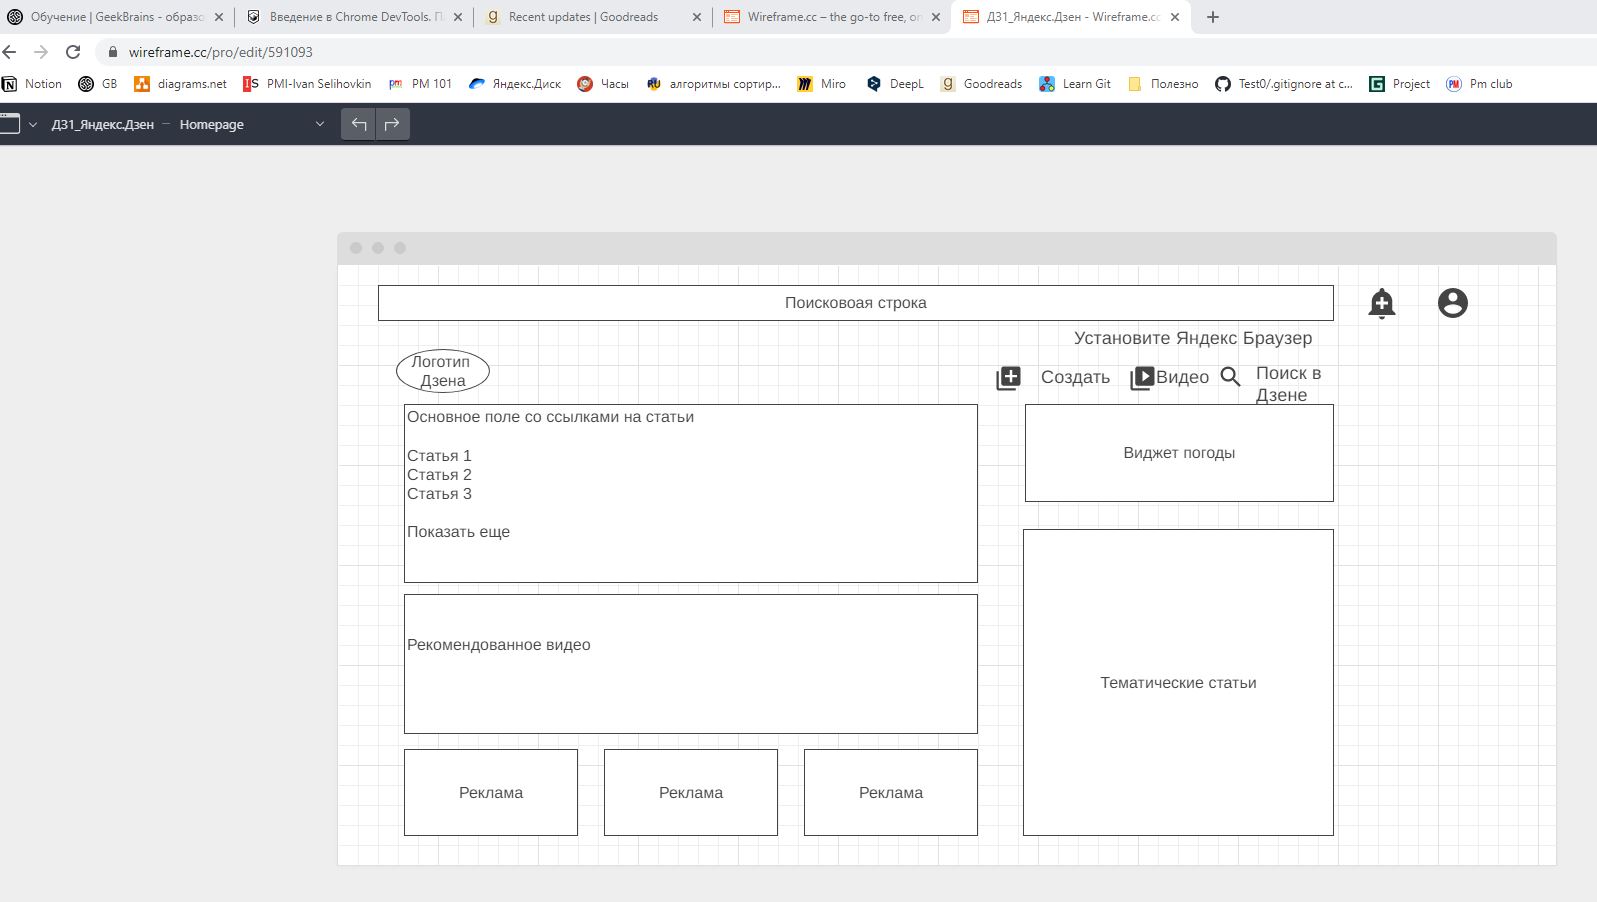 Обучение | GeekBrains - образо
Введение в Chrome DevTools. П
Recent updates | Goodreads
Wireframe.cc – the go-to free, on
ДЗ1_Яндекс.Дзен - Wireframe.cc
wireframe.cc/pro/edit/591093
Notion
GB
diagrams.net
PMI-Ivan Selihovkin
PM 101
Яндекс.Диск
Часы
алгоритмы сортир...
Miro
DeepL
Goodreads
Learn Git
Полезно
Test0/.gitignore at c...
Project
Pm club
ДЗ1_Яндекс.Дзен – Homepage
Поисковоая строка
Установите Яндекс Браузер
Логотип
Дзена
Создать
Видео
Поиск в
Дзене
Основное поле со ссылками на статьи
Статья 1
Статья 2
Статья 3
Показать еще
Виджет погоды
Рекомендованное видео
Тематические статьи
Реклама
Реклама
Реклама